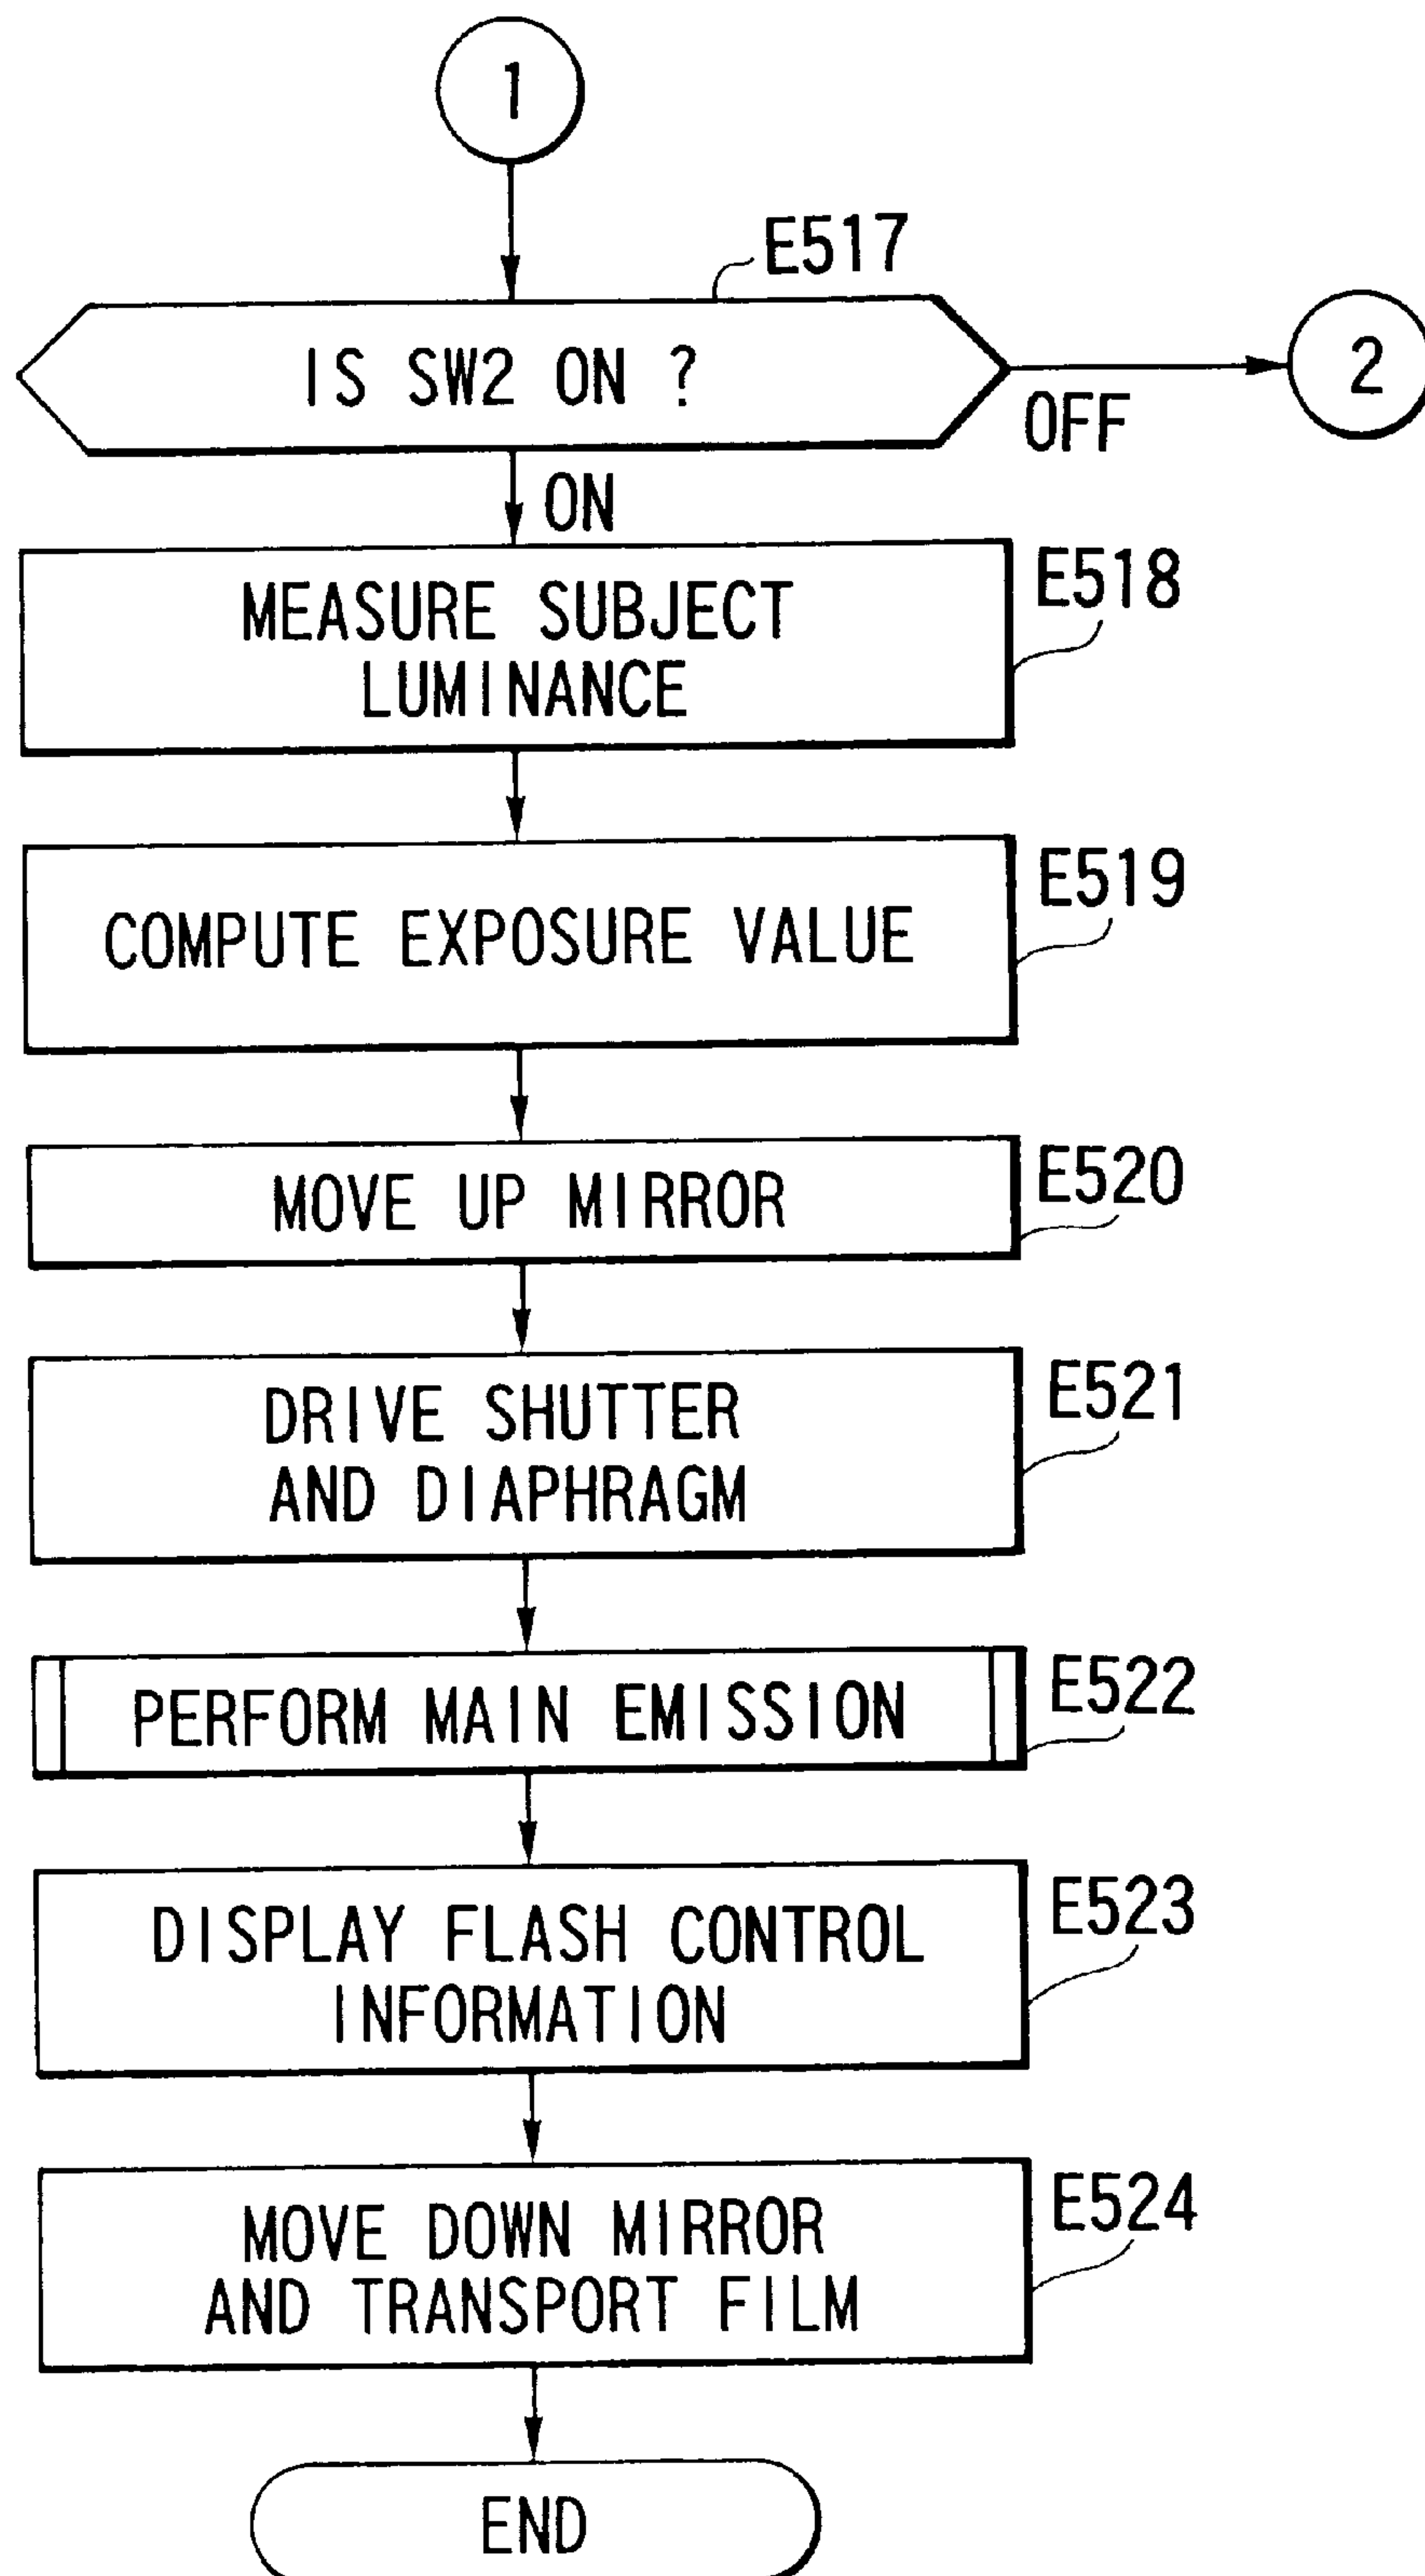 1
E517
IS SW2 ON ?
2
OFF
ON
MEASURE SUBJECT
LUMINANCE
E518
COMPUTE EXPOSURE VALUE
E519
MOVE UP MIRROR
E520
DRIVE SHUTTER
AND DIAPHRAGM
E521
PERFORM MAIN EMISSION
E522
DISPLAY FLASH CONTROL
INFORMATION
E523
MOVE DOWN MIRROR
AND TRANSPORT FILM
E524
END